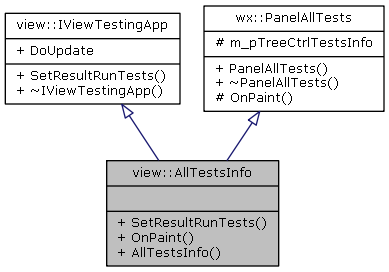 view::IViewTestingApp
+ DoUpdate
+ SetResultRunTests()
+ ~IViewTestingApp()
wx::PanelAllTests
# m_pTreeCtrlTestsInfo
+ PanelAllTests()
+ ~PanelAllTests()
# OnPaint()
view::AllTestsInfo
+ SetResultRunTests()
+ OnPaint()
+ AllTestsInfo()